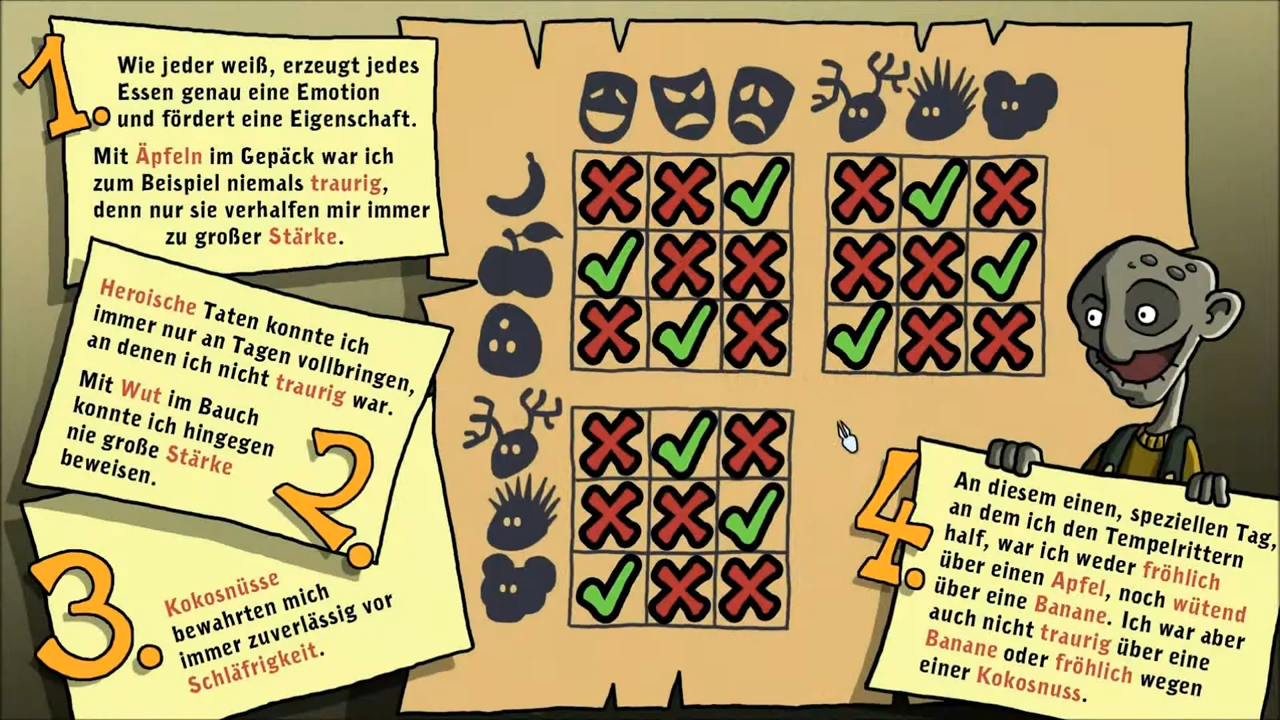 1.
Wie jeder weiß, erzeugt jedes
Essen genau eine Emotion
und fördert eine Eigenschaft.
Mit Äpfeln im Gepäck war ich
zum Beispiel niemals traurig,
denn nur sie verhalfen mir immer
zu großer Stärke.
Heroische Taten konnte ich
immer nur an Tagen vollbringen,
an denen ich nicht traurig war.
Mit Wut im Bauch
konnte ich hingegen
nie große Stärke
beweisen.
2.
3.
Kokosnüsse
bewahrten mich
immer zuverlässig vor
Schläfrigkeit.
4.
An diesem einen, speziellen Tag,
an dem ich den Tempelrittern
half, war ich weder fröhlich
über einen Apfel, noch wütend
über eine Banane. Ich war aber
auch nicht traurig über eine
Banane oder fröhlich wegen
einer Kokosnuss.